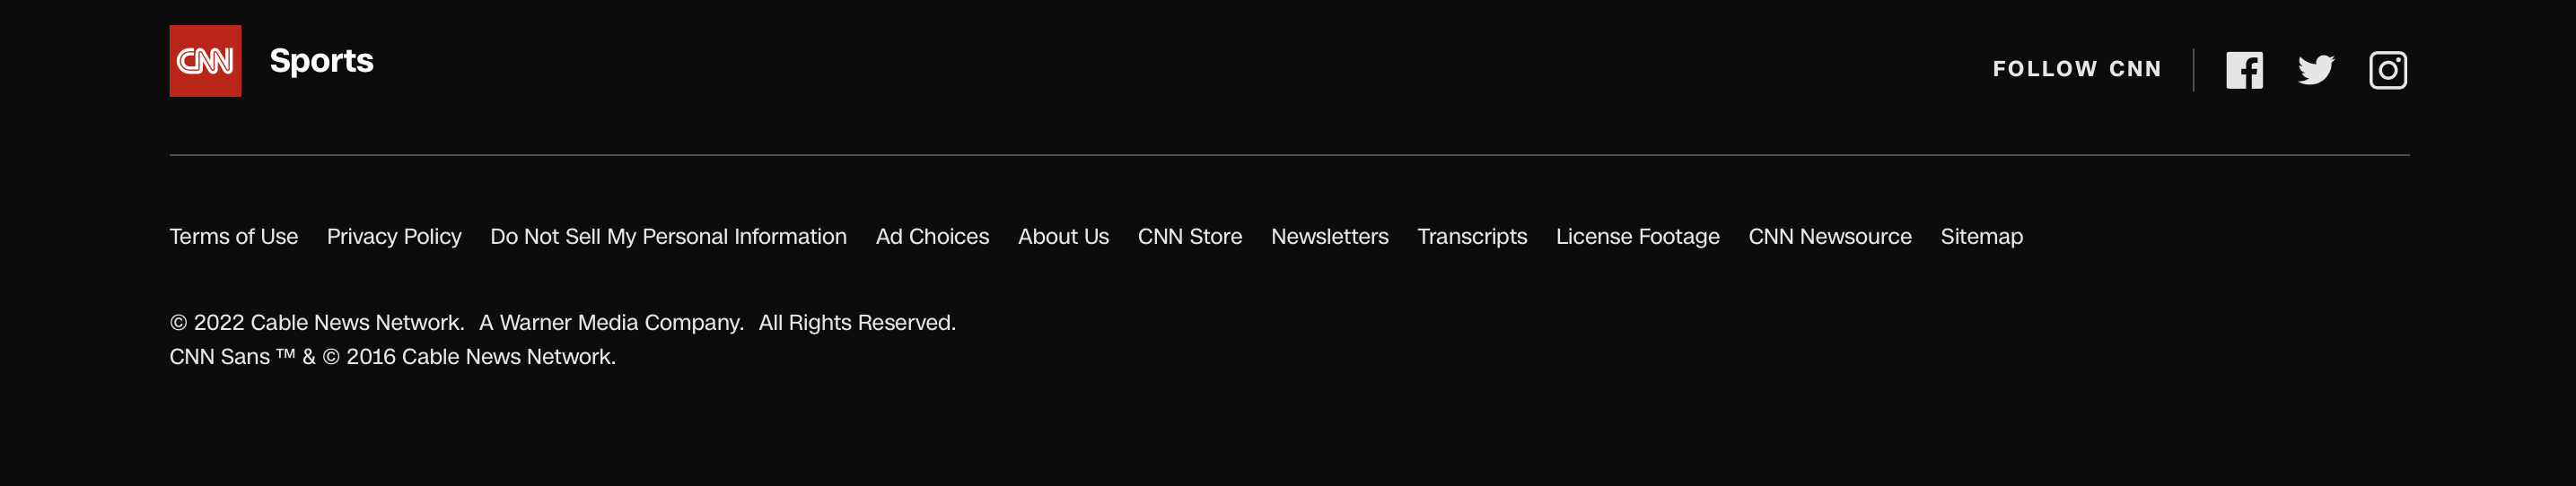 CNN Sports
FOLLOW CNN
Terms of Use Privacy Policy Do Not Sell My Personal Information Ad Choices About Us CNN Store Newsletters Transcripts License Footage CNN Newsource Sitemap
© 2022 Cable News Network. A Warner Media Company. All Rights Reserved.
CNN Sans ™ & © 2016 Cable News Network.